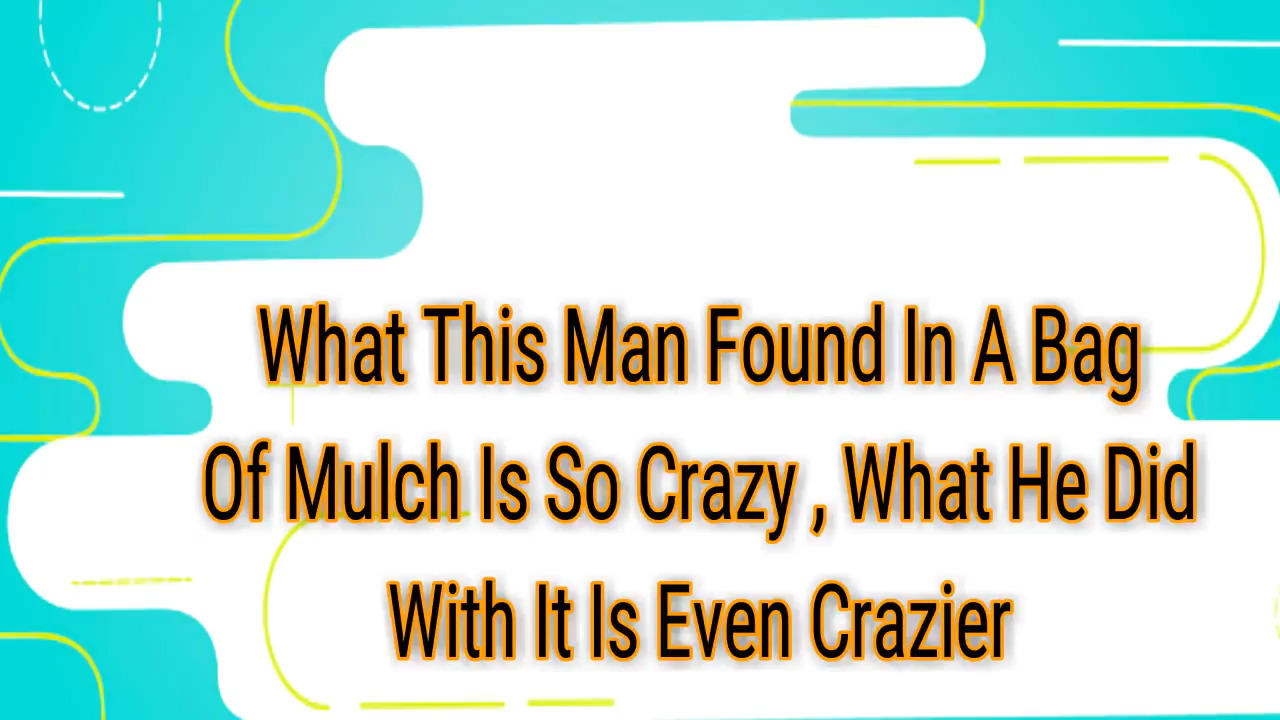 What This Man Found In A Bag
Of Mulch Is So Crazy , What He Did
With It Is Even Crazier